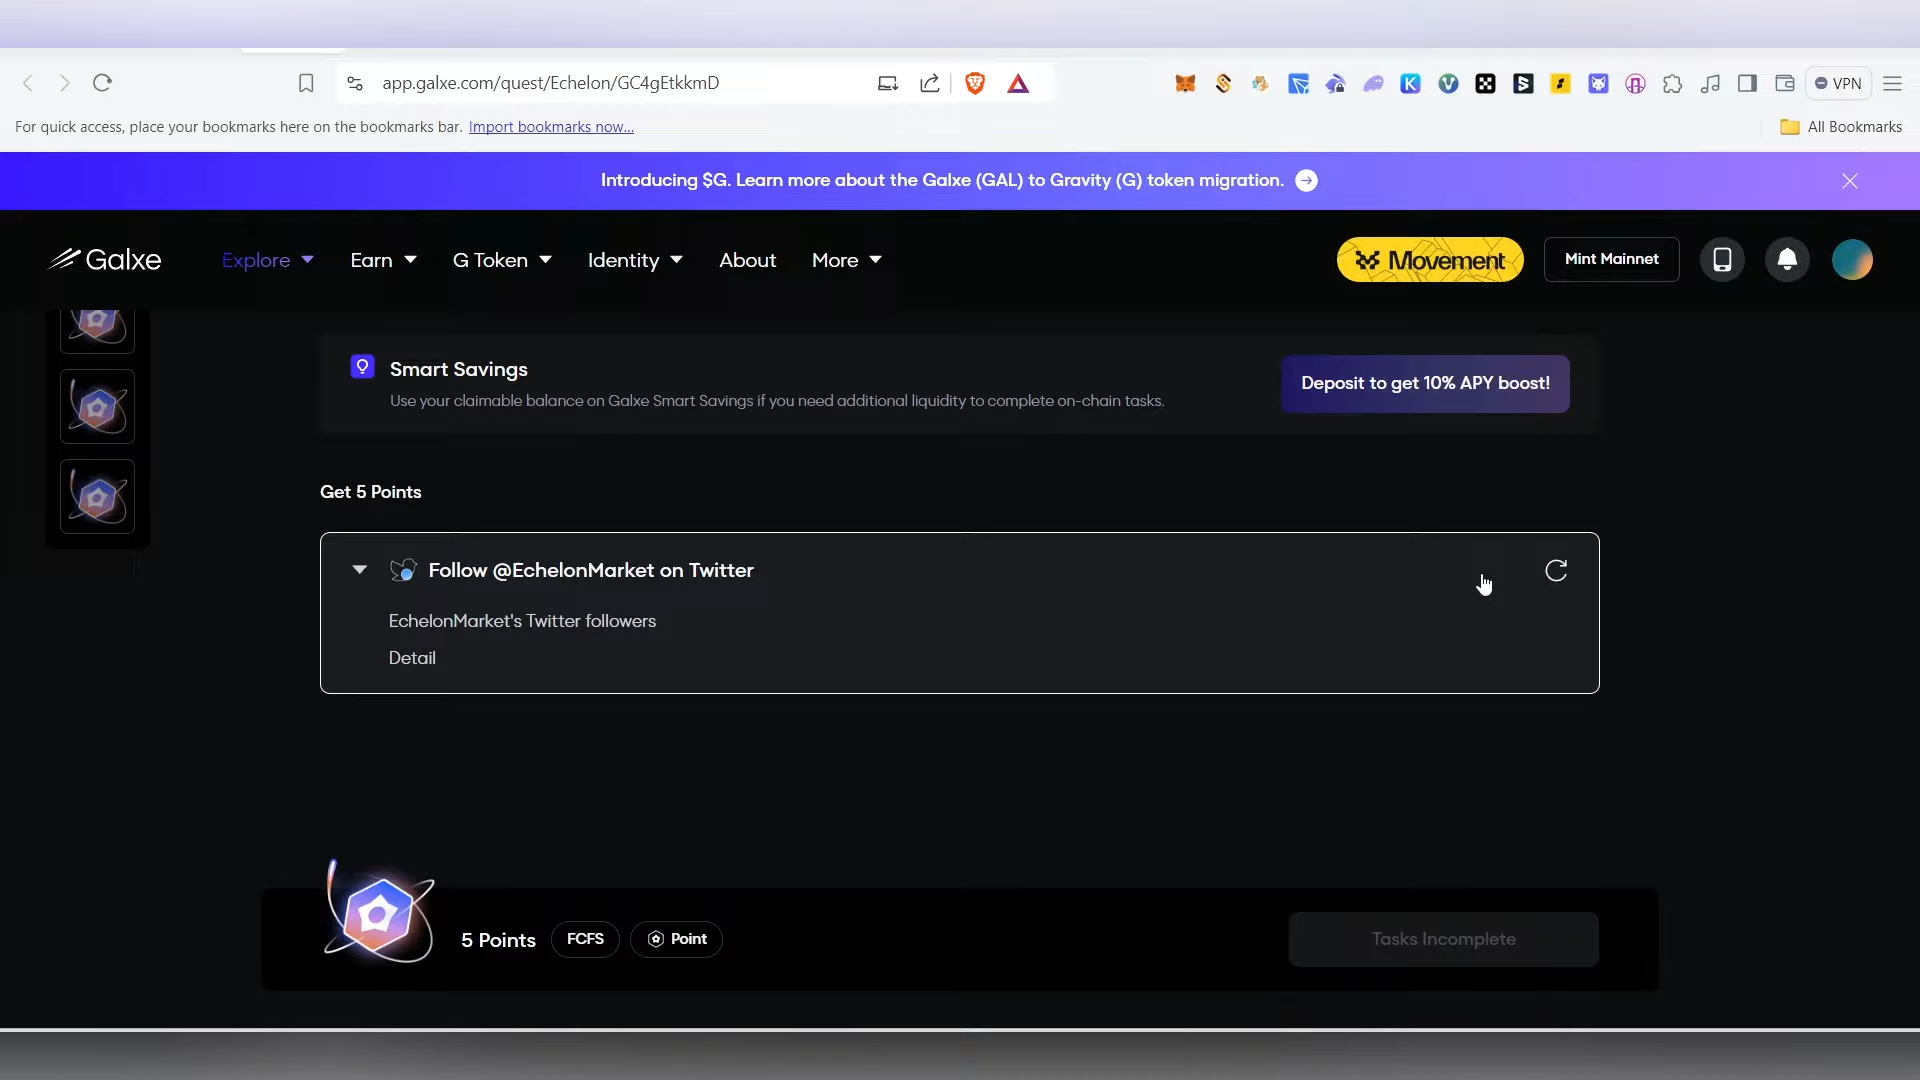 app.galxe.com/quest/Echelon/GC4gEtkkmD
VPN
For quick access, place your bookmarks here on the bookmarks bar. Import bookmarks now...
All Bookmarks
Introducing $G. Learn more about the Galxe (GAL) to Gravity (G) token migration.
Galxe
Explore
Earn
G Token
Identity
About
More
Movement
Mint Mainnet
Smart Savings
Use your claimable balance on Galxe Smart Savings if you need additional liquidity to complete on-chain tasks.
Deposit to get 10% APY boost!
Get 5 Points
Follow @EchelonMarket on Twitter
EchelonMarket's Twitter followers
Detail
5 Points
FCFS
Point
Tasks Incomplete